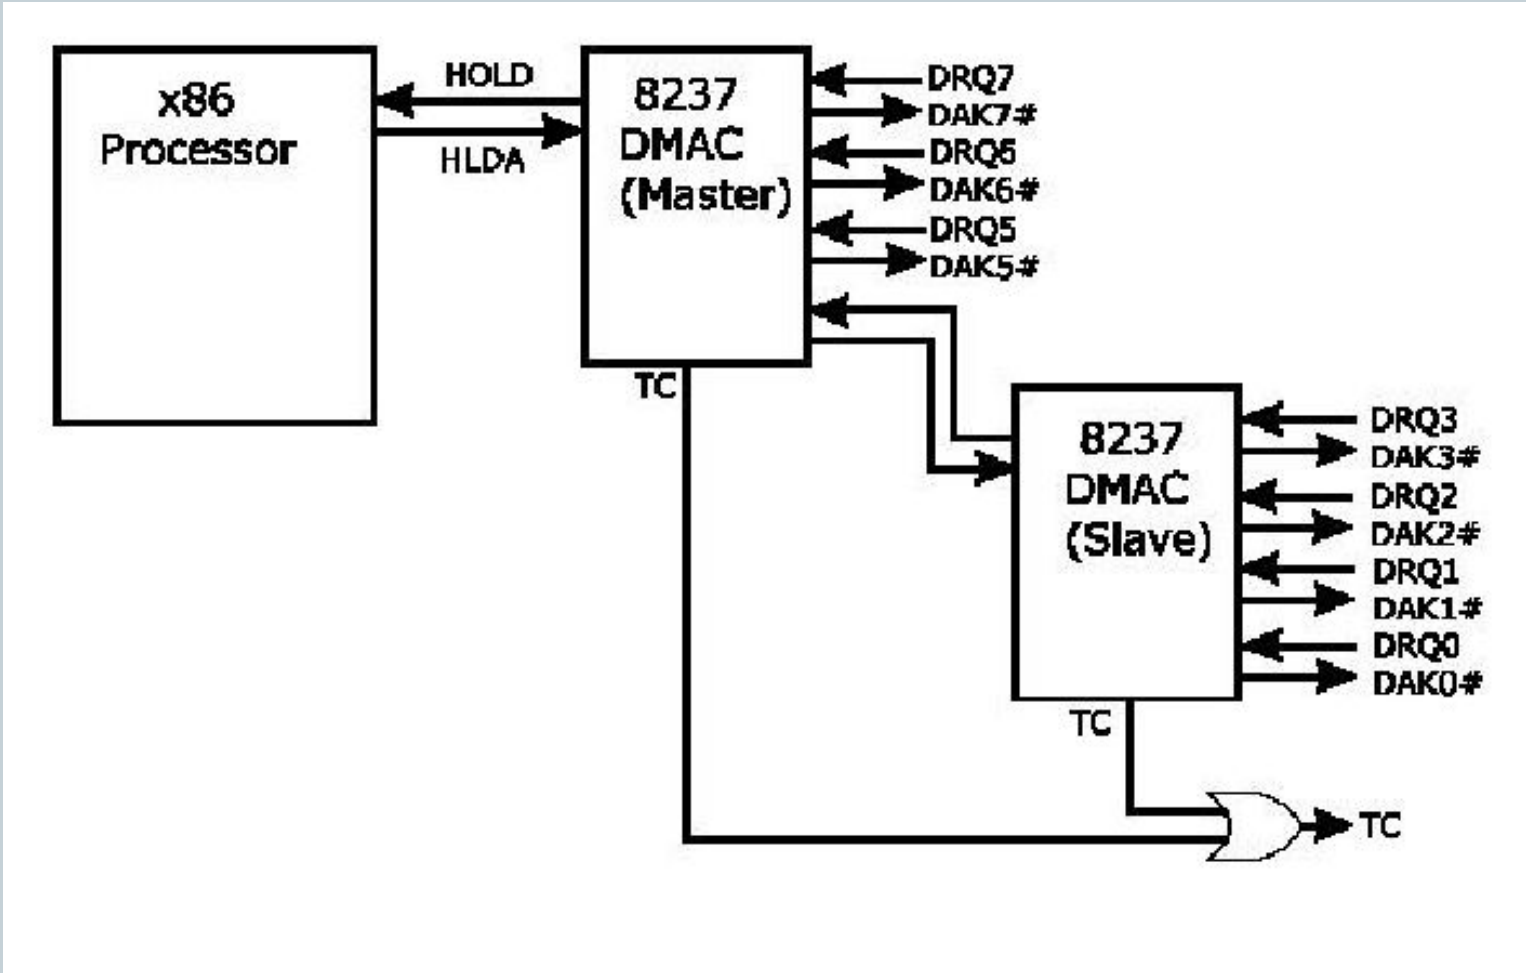 x86
Processor
HOLD
HLDA
8237
DMAC
(Master)
DRQ7
DAK7#
DRQ6
DAK6#
DRQ5
DAK5#
TC
8237
DMAC
(Slave)
DRQ3
DAK3#
DRQ2
DAK2#
DRQ1
DAK1#
DRQ0
DAK0#
TC
TC